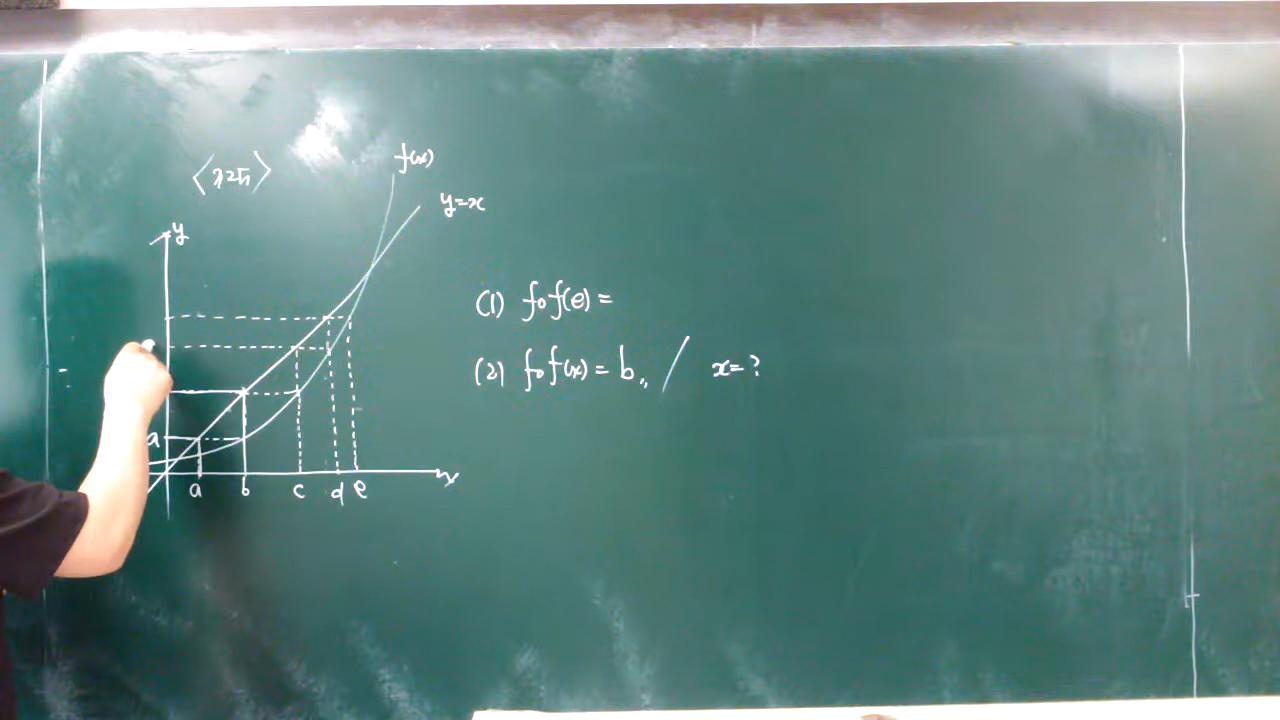 f(x)
y=x
y
(1) f∘f(e) =
(2) f∘f(x) = b,, / x=?
a
a b c d e
x